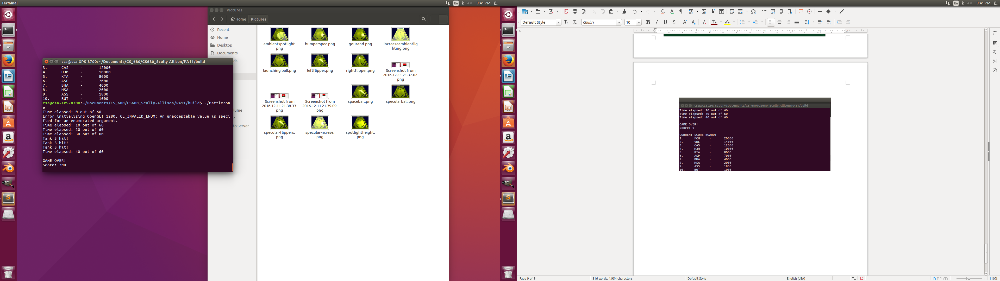 Terminal
En
9:41 PM
Pictures
Home
Pictures
Recent
Home
Desktop
Documents
ds
olume
er
to Server
ambientspotlight.
png
bumperspec.png
gourand.png
increaseambientlig
hting.png
launching ball.png
leftflipper.png
rightflipper.png
Screenshot from
2016-12-11 21-37-02.
png
Screenshot from
2016-12-11 21-38-33.
png
Screenshot from
2016-12-11 21-39-09.
png
spacebar..png
specularball.png
specular-flippers.
png
specular-ncrese.
png
spotlightheight.
png
csa@csa-XPS-8700: ~/Documents/CS_680/CS680_Scully-Allison/PA11/build
3. CAS - 12000
4. HJM - 10000
5. KTA - 8000
6. ASP - 7000
7. BHA - 4000
8. HSA - 2000
9. ASS - 1800
10. BUT - 1000
csa@csa-XPS-8700:~/Documents/CS_680/CS680_Scully-Allison/PA11/build$ ./BattleZon
e
Time elapsed: 0 out of 60
Error initializing OpenGL! 1280, GL_INVALID_ENUM: An unacceptable value is speci
fied for an enumerated argument.
Time elapsed: 10 out of 60
Time elapsed: 20 out of 60
Time elapsed: 30 out of 60
Tank 3 hit!
Tank 3 hit!
Tank 3 hit!
Time elapsed: 40 out of 60
GAME OVER!
Score: 300
En
9:41 PM
Default Style
Calibri
10
csa@csa-XPS-8700: ~/Documents/CS_680/CS680_Scully-Allison/PA11/build
Time elapsed: 20 out of 60
Time elapsed: 30 out of 60
Time elapsed: 40 out of 60
GAME OVER!
Score: 0
CURRENT SCORE BOARD:
1. FCH - 20000
2. VDL - 14000
3. CAS - 12000
4. HJM - 10000
5. KTA - 8000
6. ASP - 7000
7. BHA - 4000
8. HSA - 2000
9. ASS - 1800
10. BUT - 1000
Page 9 of 9
816 words, 4,954 characters
Default Style
English (USA)
110%